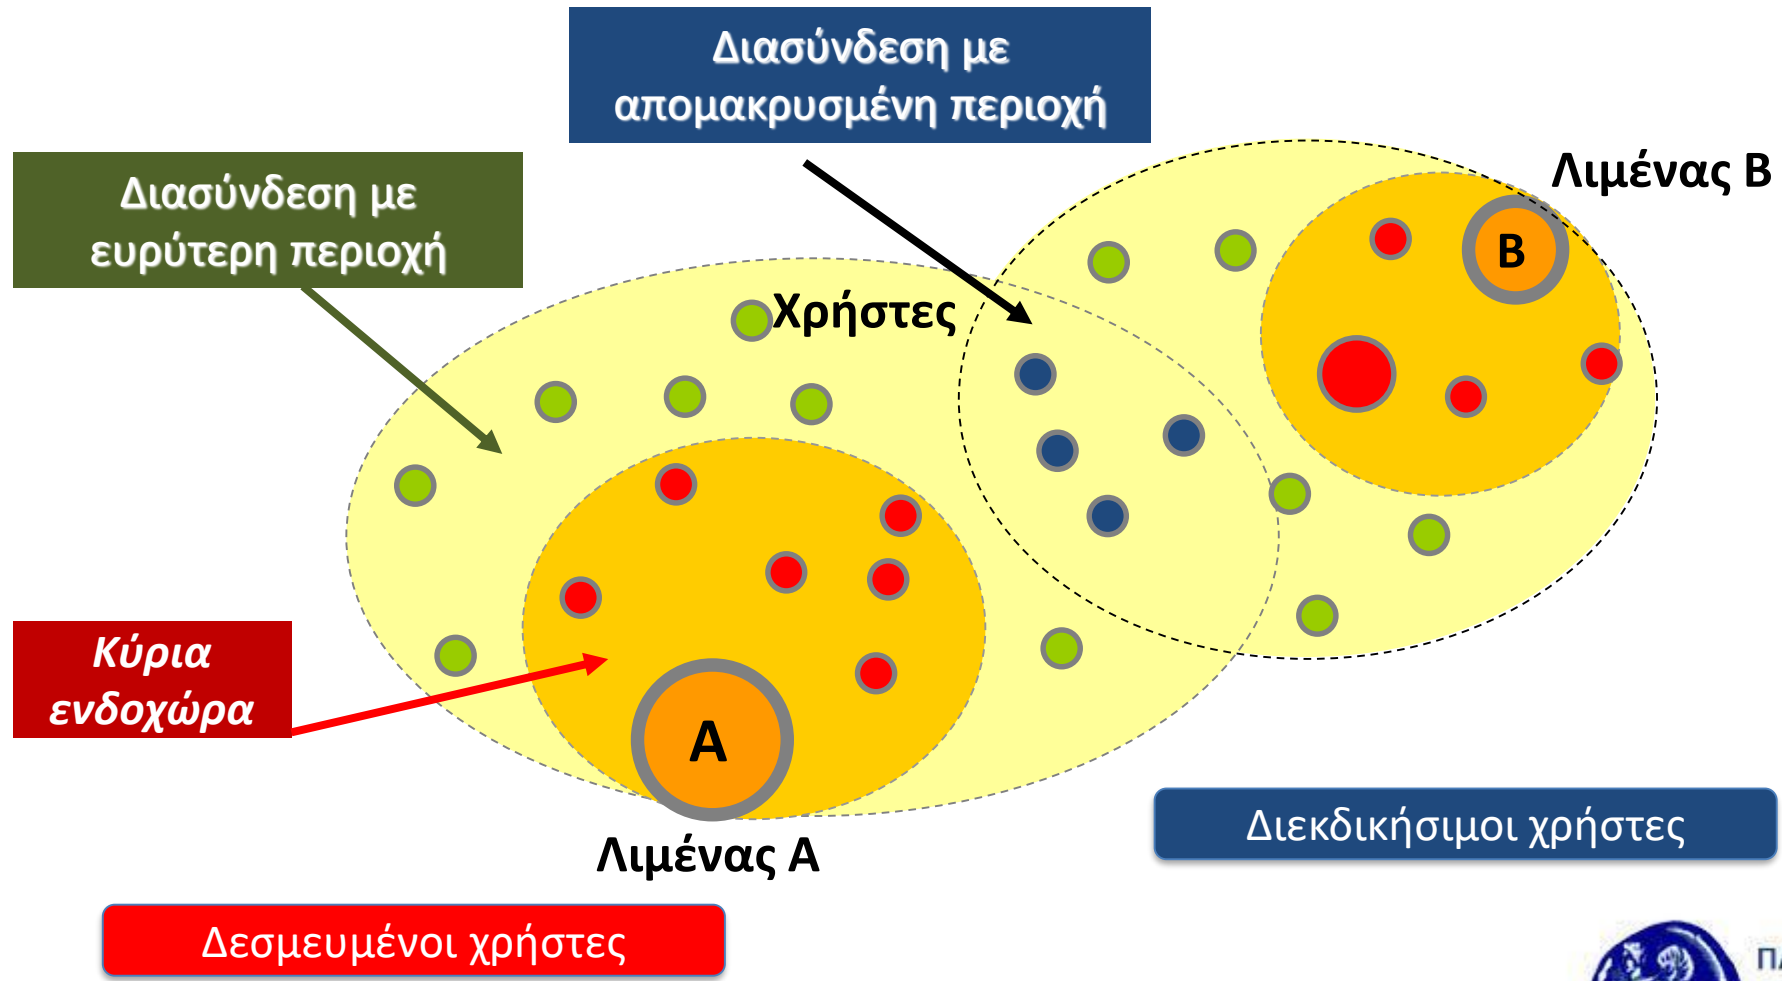 Διασύνδεση με
απομακρυσμένη περιοχή
Διασύνδεση με
ευρύτερη περιοχή
Λιμένας Β
Β
Χρήστες
Κύρια
ενδοχώρα
Α
Λιμένας Α
Διεκδικήσιμοι χρήστες
Δεσμευμένοι χρήστες